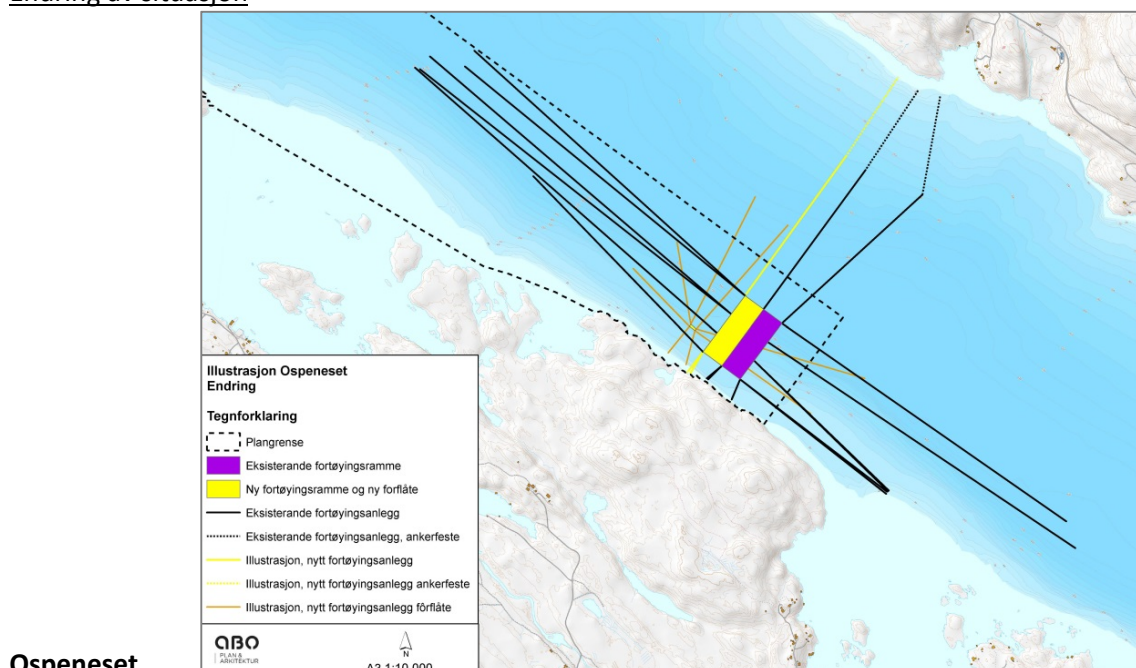 Endring av situasjon
Illustrasjon Ospeneset
Endring
Tegnforklaring
Plangrense
Eksisterande fortøyingsramme
Ny fortøyingsramme og ny forflåte
Eksisterande fortøyingsanlegg
Eksisterande fortøyingsanlegg, ankerfeste
Illustrasjon, nytt fortøyingsanlegg
Illustrasjon, nytt fortøyingsanlegg ankerfeste
Illustrasjon, nytt fortøyingsanlegg fôrflåte
ABO
PLAN &
ARKITEKTUR
N
A3 1:10 000
Ospeneset